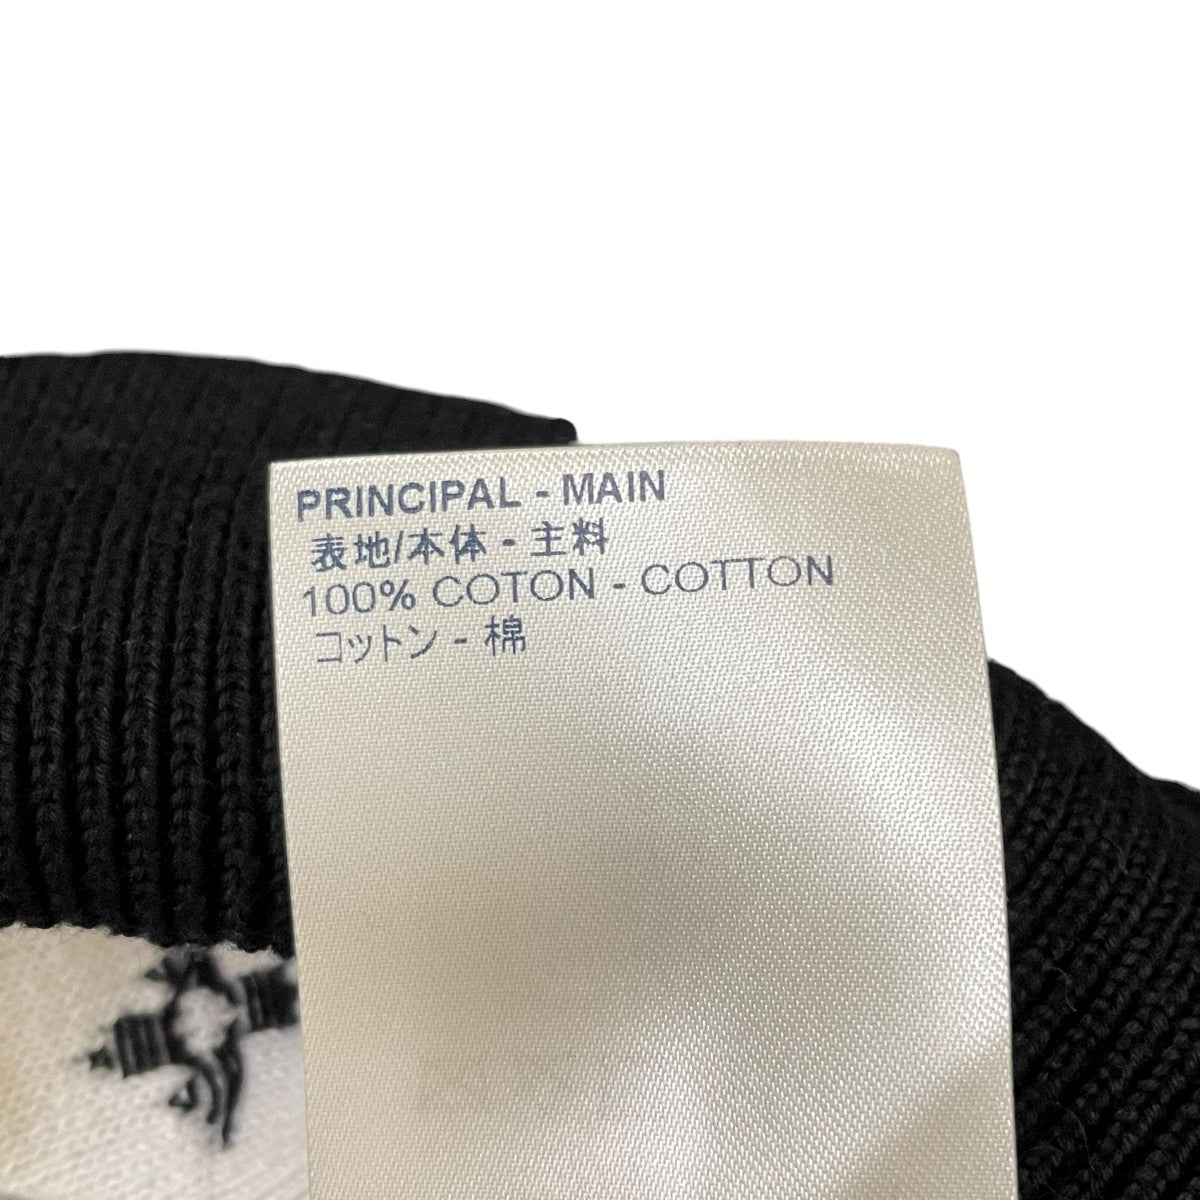 PRINCIPAL - MAIN
表地/本体 - 主料
100% COTON - COTTON
コットン - 棉